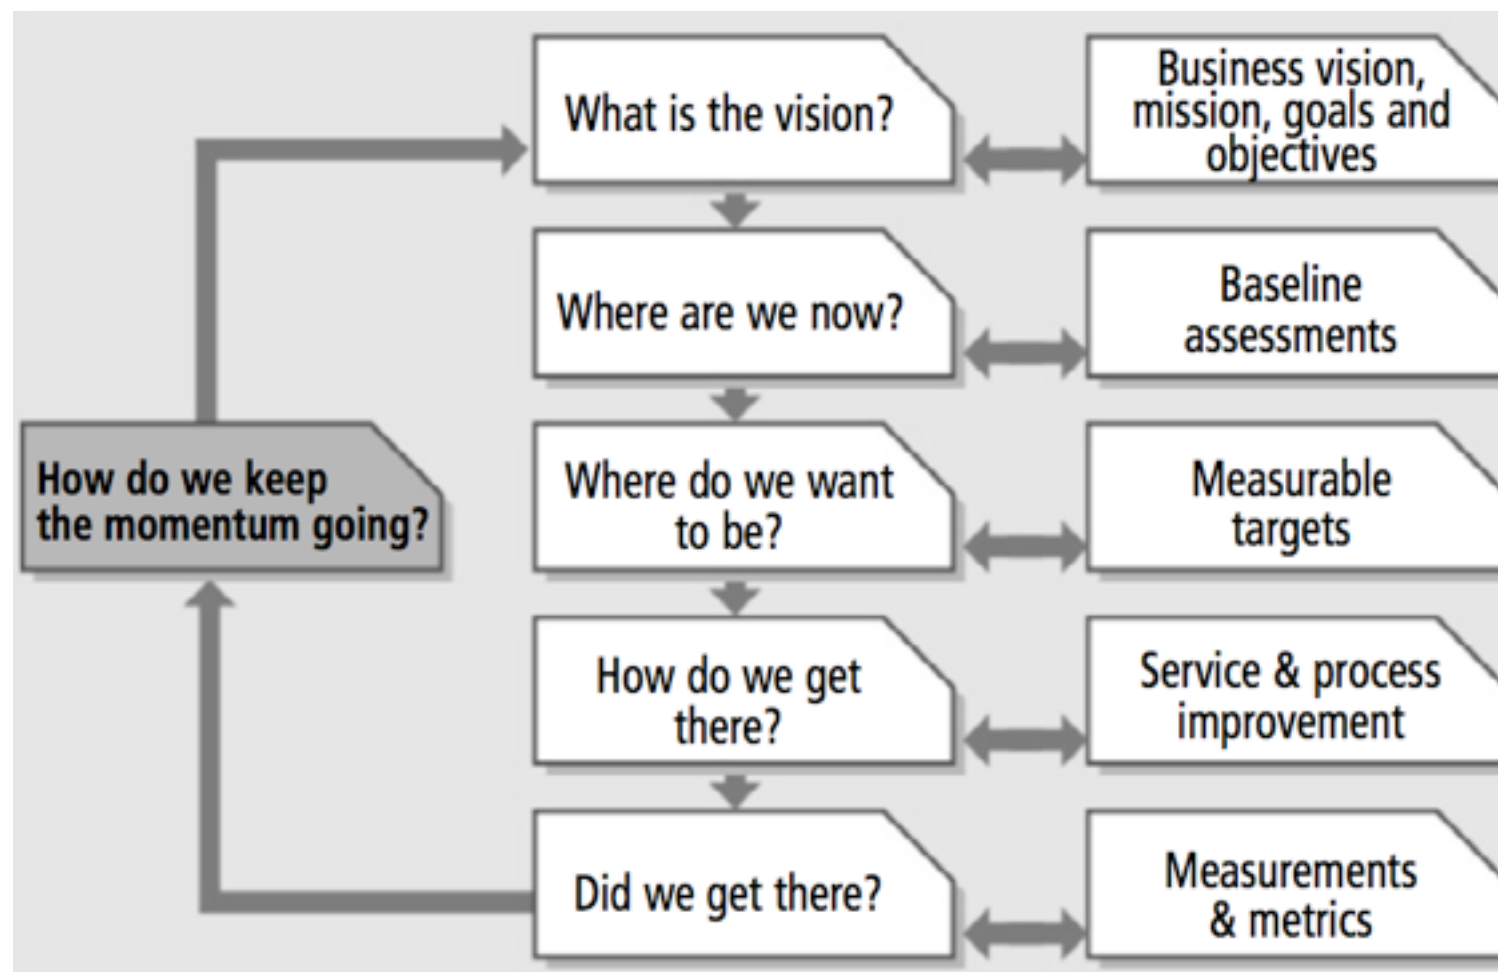 What is the vision?
Business vision,
mission, goals and
objectives
Where are we now?
Baseline
assessments
How do we keep
the momentum going?
Where do we want
to be?
Measurable
targets
How do we get
there?
Service & process
improvement
Did we get there?
Measurements
& metrics